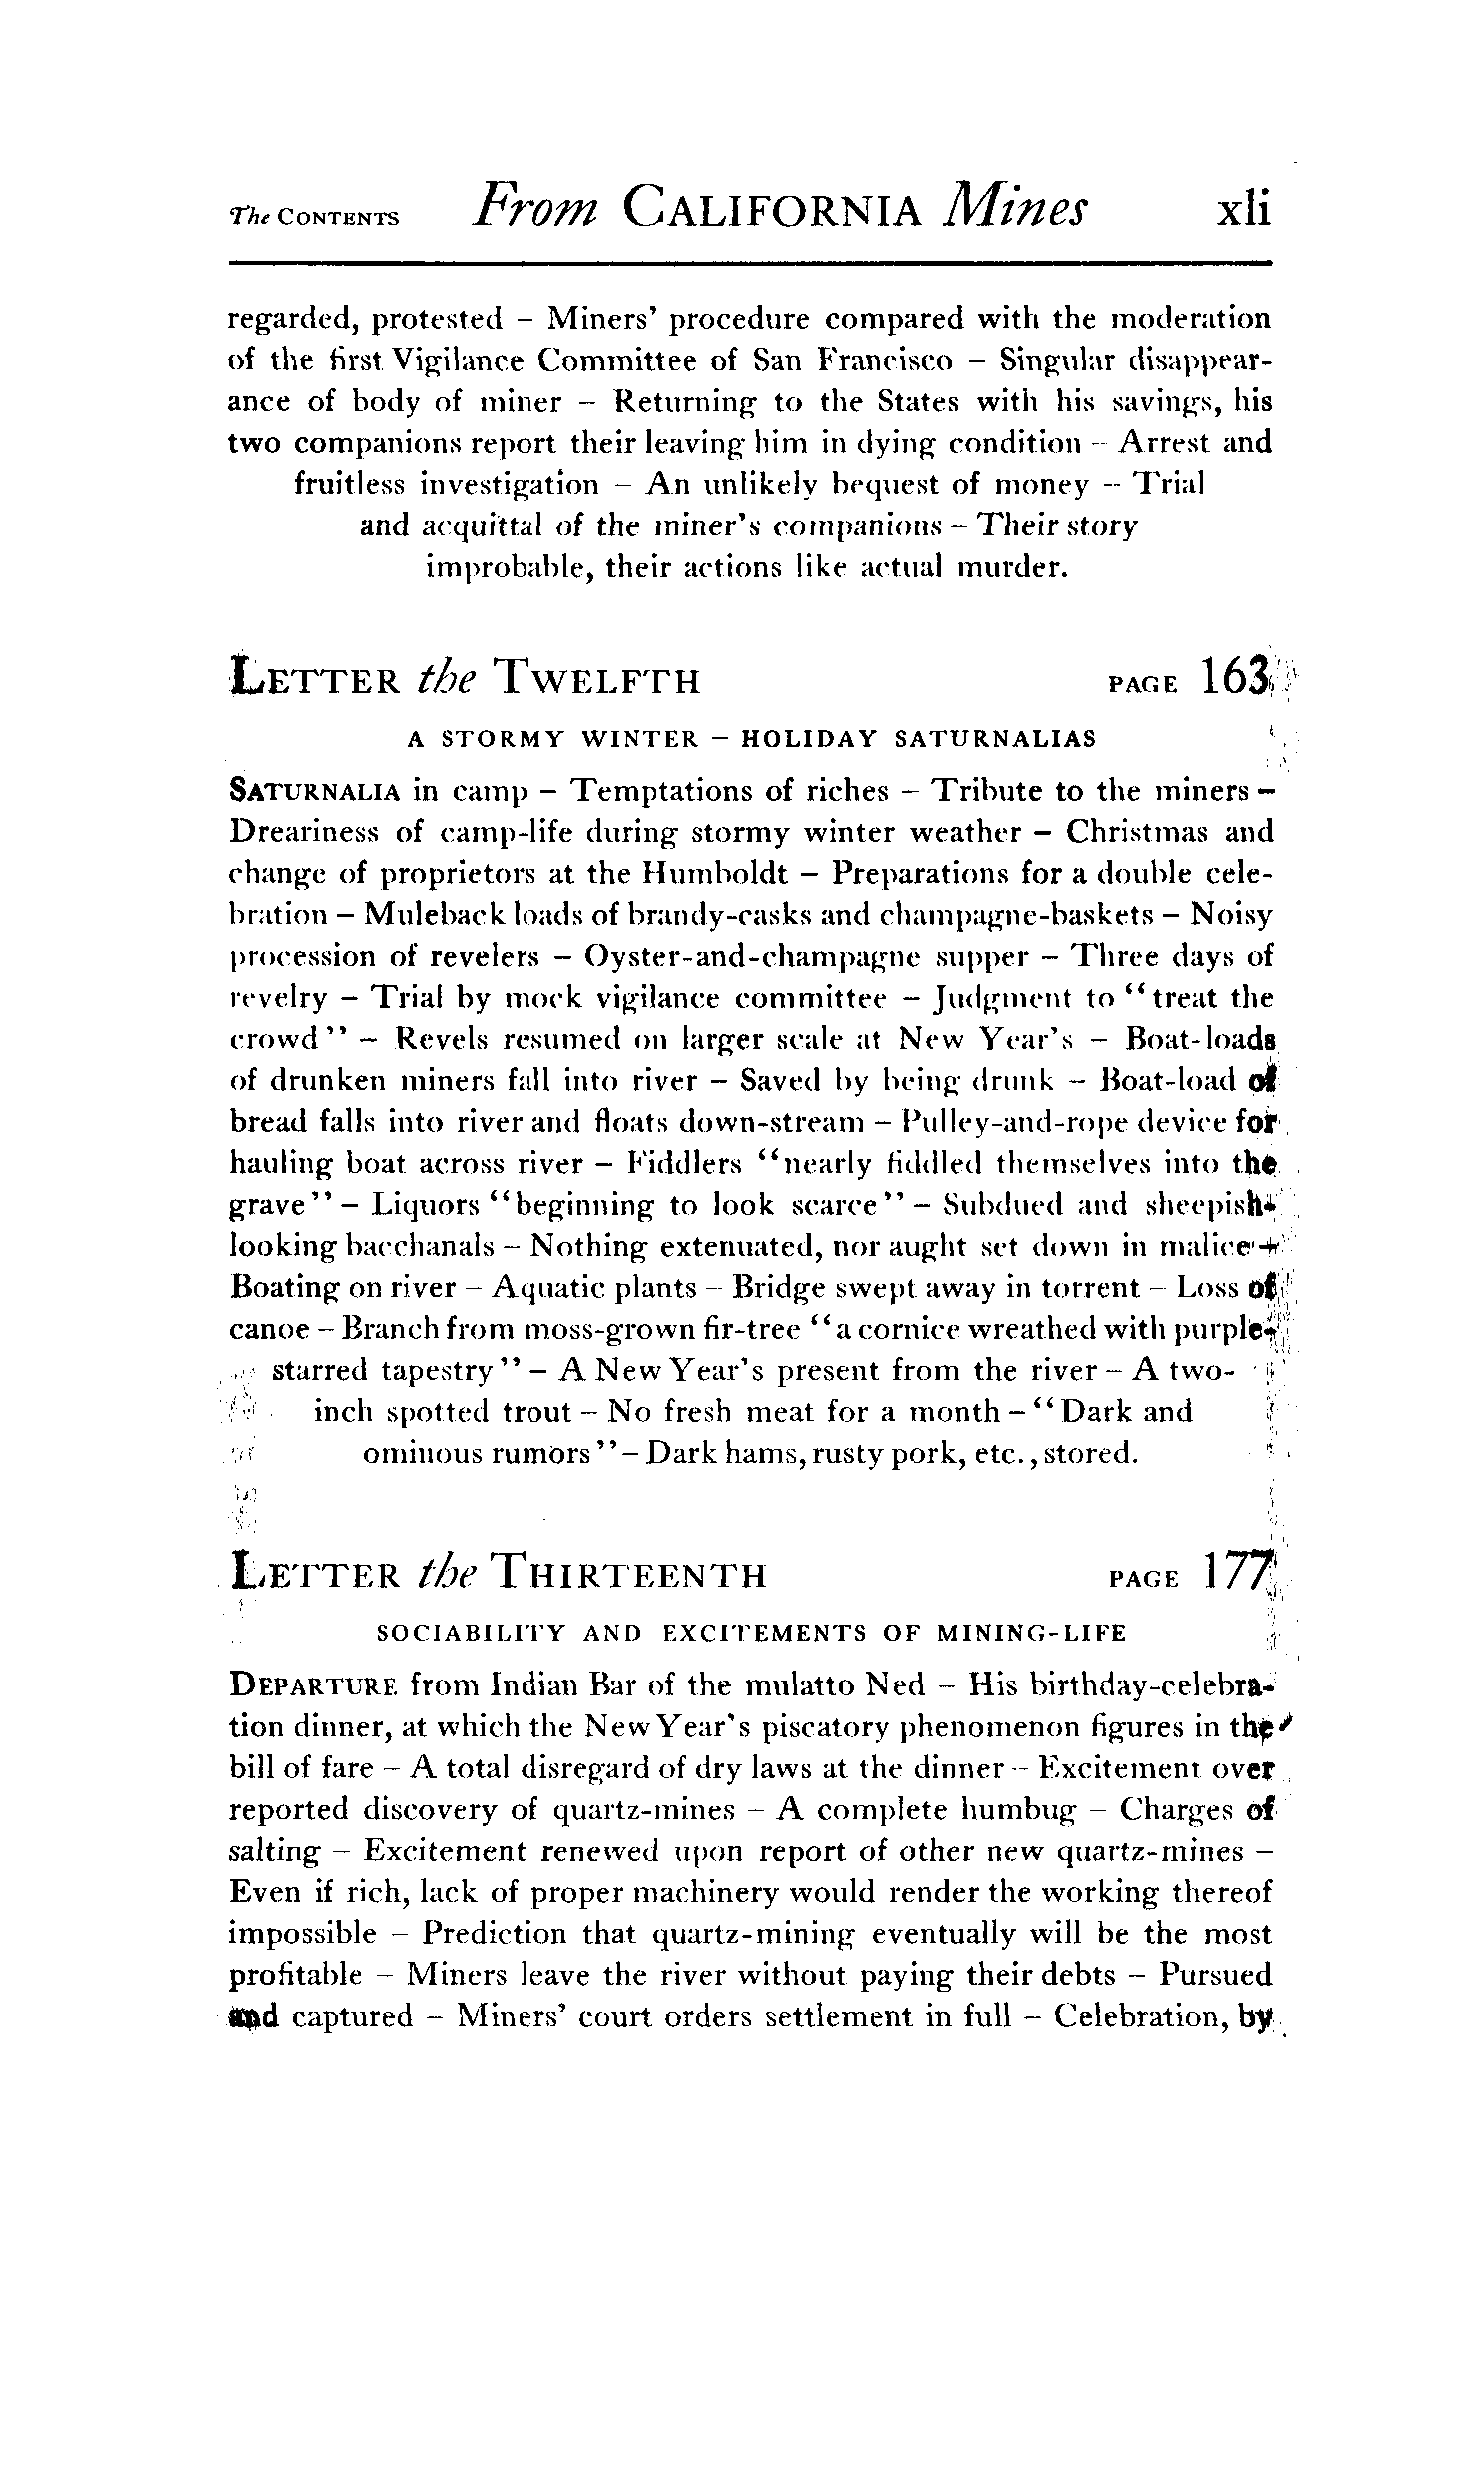 The CONTENTS From CALIFORNIA Mines xli
regarded, protested – Miners' procedure compared with the moderation
of the first Vigilance Committee of San Francisco – Singular disappear-
ance of body of miner – Returning to the States with his savings, his
two companions report their leaving him in dying condition – Arrest and
fruitless investigation – An unlikely bequest of money – Trial
and acquittal of the miner's companions – Their story
improbable, their actions like actual murder.
LETTER the TWELFTH PAGE 163
A STORMY WINTER – HOLIDAY SATURNALIAS
SATURNALIA in camp – Temptations of riches – Tribute to the miners –
Dreariness of camp-life during stormy winter weather – Christmas and
change of proprietors at the Humboldt – Preparations for a double cele-
bration – Muleback loads of brandy-casks and champagne-baskets – Noisy
procession of revelers – Oyster-and-champagne supper – Three days of
revelry – Trial by mock vigilance committee – Judgment to "treat the
crowd" – Revels resumed on larger scale at New Year's – Boat-loads
of drunken miners fall into river – Saved by being drunk – Boat-load of
bread falls into river and floats down-stream – Pulley-and-rope device for
hauling boat across river – Fiddlers "nearly fiddled themselves into the
grave" – Liquors "beginning to look scarce" – Subdued and sheepish-
looking bacchanals – Nothing extenuated, nor aught set down in malice –
Boating on river – Aquatic plants – Bridge swept away in torrent – Loss of
canoe – Branch from moss-grown fir-tree "a cornice wreathed with purple-
starred tapestry" – A New Year's present from the river – A two-
inch spotted trout – No fresh meat for a month – "Dark and
ominous rumors" – Dark hams, rusty pork, etc., stored.
LETTER the THIRTEENTH PAGE 177
SOCIABILITY AND EXCITEMENTS OF MINING-LIFE
DEPARTURE from Indian Bar of the mulatto Ned – His birthday-celebra-
tion dinner, at which the New Year's piscatory phenomenon figures in the
bill of fare – A total disregard of dry laws at the dinner – Excitement over
reported discovery of quartz-mines – A complete humbug – Charges of
salting – Excitement renewed upon report of other new quartz-mines –
Even if rich, lack of proper machinery would render the working thereof
impossible – Prediction that quartz-mining eventually will be the most
profitable – Miners leave the river without paying their debts – Pursued
and captured – Miners' court orders settlement in full – Celebration, by